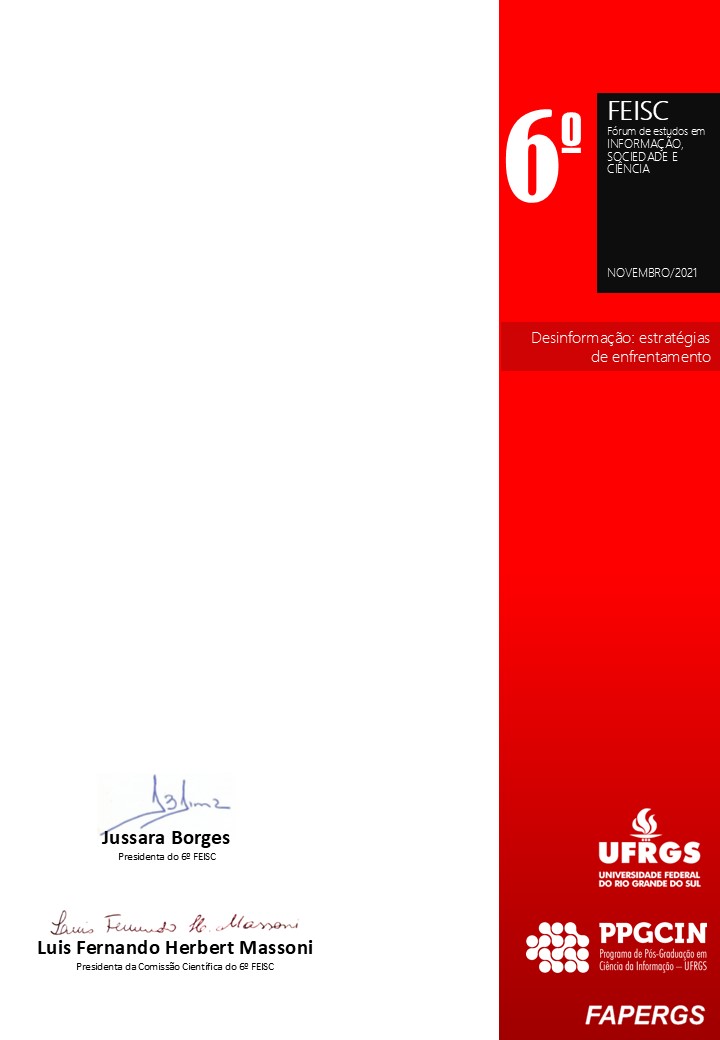 6º
FEISC
Fórum de estudos em
INFORMAÇÃO,
SOCIEDADE E
CIÊNCIA
NOVEMBRO/2021
Desinformação: estratégias
de enfrentamento
Jussara Borges
Presidenta do 6º FEISC
Luis Fernando H. Massoni
Luis Fernando Herbert Massoni
Presidenta da Comissão Científica do 6º FEISC
UFRGS
UNIVERSIDADE FEDERAL
DO RIO GRANDE DO SUL
PPGCIN
Programa de Pós-Graduação em
Ciência da Informação – UFRGS
FAPERGS